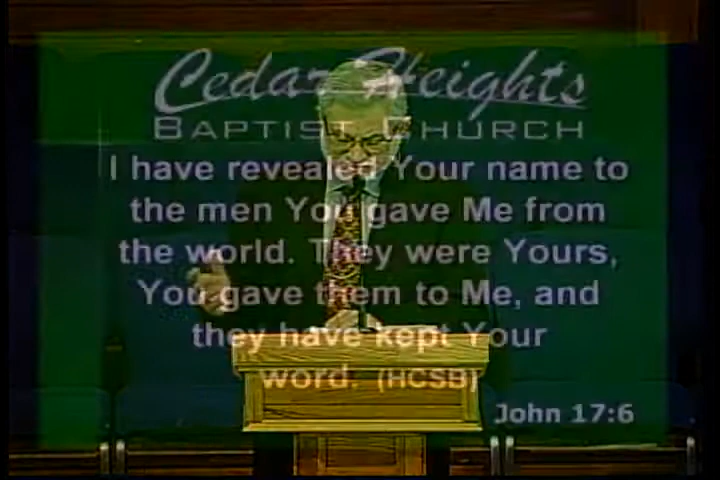 Cedar Heights
BAPTIST CHURCH
I have revealed Your name to
the men You gave Me from
the world. They were Yours,
You gave them to Me, and
they have kept Your
word. (HCSB)
John 17:6